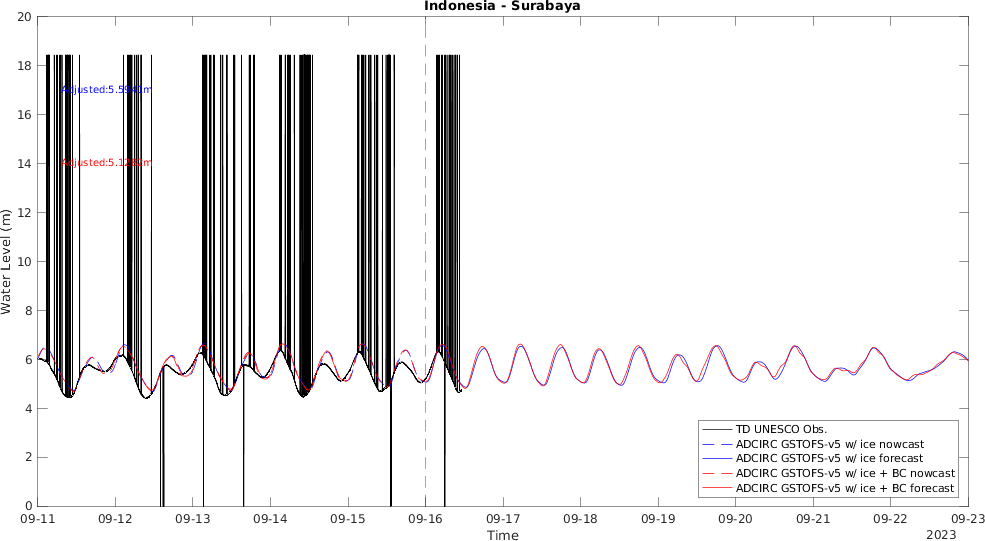 Indonesia - Surabaya
20
18
16
14
12
10
8
6
4
2
0
Water Level (m)
TD UNESCO Obs.
ADCIRC GSTOFS-v5 w/ ice nowcast
ADCIRC GSTOFS-v5 w/ ice forecast
ADCIRC GSTOFS-v5 w/ ice + BC nowcast
ADCIRC GSTOFS-v5 w/ ice + BC forecast
09-11 09-12 09-13 09-14 09-15 09-16 09-17 09-18 09-19 09-20 09-21 09-22 09-23
Time
2023